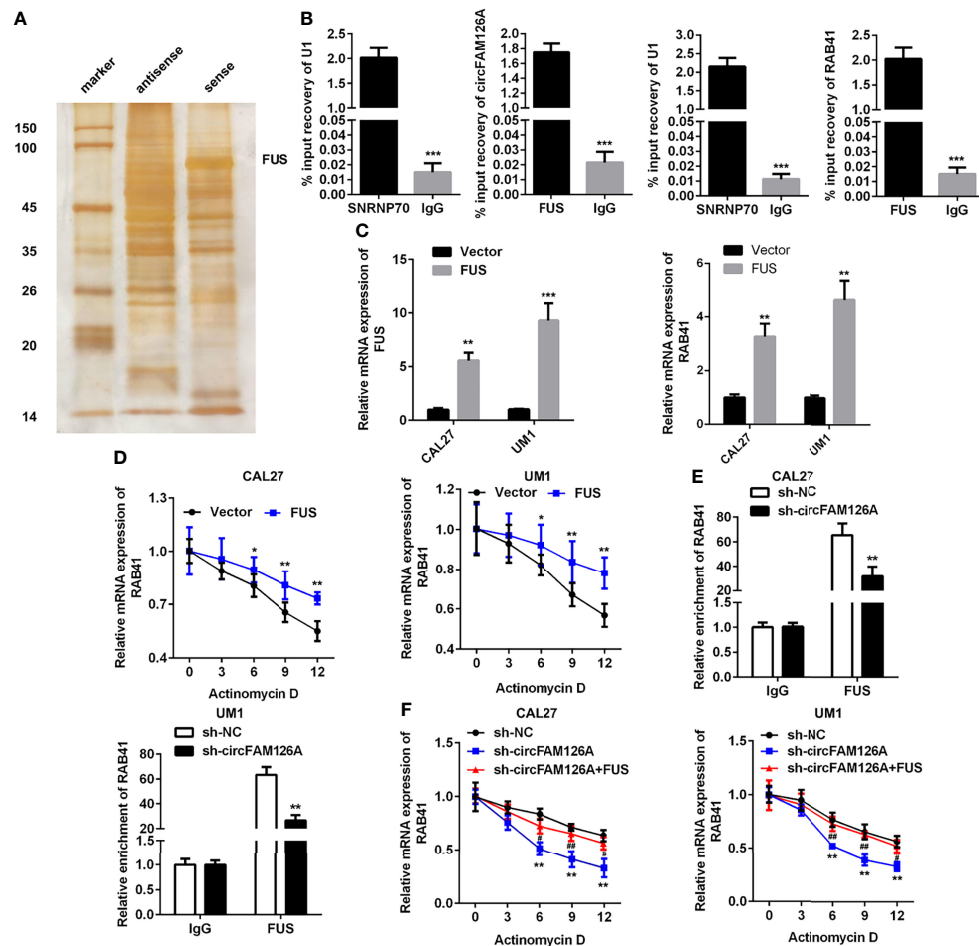 A
marker
antisense
sense
150
100
45
35
26
20
14
FUS
B
% input recovery of U1
2.5
2.0
1.5
1.0
0.05
0.04
0.03
0.02
0.01
0.00
***
SNRNP70
IgG
% input recovery of circFAM126A
2.0
1.8
1.6
1.4
1.2
1.0
0.05
0.04
0.03
0.02
0.01
0.00
***
FUS
IgG
% input recovery of U1
3.0
2.5
2.0
1.5
1.0
0.05
0.04
0.03
0.02
0.01
0.00
***
SNRNP70
IgG
% input recovery of RAB41
2.5
2.0
1.5
1.0
0.05
0.04
0.03
0.02
0.01
0.00
***
FUS
IgG
C
Vector
FUS
Relative mRNA expression of
FUS
15
10
5
0
**
***
CAL27
UM1
Vector
FUS
Relative mRNA expression of
RAB41
6
4
2
0
**
**
CAL27
UM1
D
CAL27
Vector
FUS
Relative mRNA expression of
RAB41
1.3
1.0
0.7
0.4
*
**
**
0
3
6
9
12
Actinomycin D
UM1
Vector
FUS
Relative mRNA expression of
RAB41
1.2
1.0
0.8
0.6
0.4
*
**
**
0
3
6
9
12
Actinomycin D
E
CAL27
sh-NC
sh-circFAM126A
Relative enrichment of RAB41
80
60
40
20
1.5
1.0
0.5
0.0
**
IgG
FUS
UM1
sh-NC
sh-circFAM126A
Relative enrichment of RAB41
80
60
40
20
1.5
1.0
0.5
0.0
**
IgG
FUS
F
CAL27
sh-NC
sh-circFAM126A
sh-circFAM126A+FUS
Relative mRNA expression of
RAB41
1.5
1.0
0.5
0.0
#
##
#
**
**
**
0
3
6
9
12
Actinomycin D
UM1
sh-NC
sh-circFAM126A
sh-circFAM126A+FUS
Relative mRNA expression of
RAB41
1.5
1.0
0.5
0.0
##
##
#
**
**
**
0
3
6
9
12
Actinomycin D